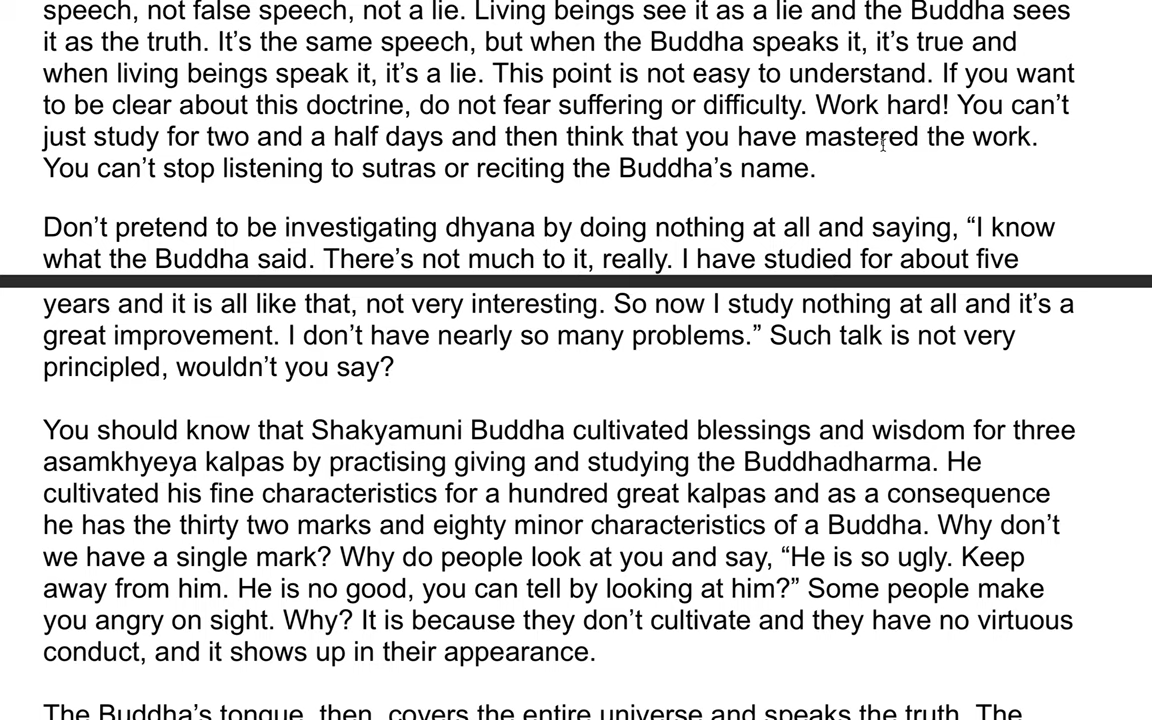 speech, not false speech, not a lie. Living beings see it as a lie and the Buddha sees
it as the truth. It’s the same speech, but when the Buddha speaks it, it’s true and
when living beings speak it, it’s a lie. This point is not easy to understand. If you want
to be clear about this doctrine, do not fear suffering or difficulty. Work hard! You can’t
just study for two and a half days and then think that you have mastered the work.
You can’t stop listening to sutras or reciting the Buddha’s name.
Don’t pretend to be investigating dhyana by doing nothing at all and saying, “I know
what the Buddha said. There’s not much to it, really. I have studied for about five
years and it is all like that, not very interesting. So now I study nothing at all and it’s a
great improvement. I don’t have nearly so many problems.” Such talk is not very
principled, wouldn’t you say?
You should know that Shakyamuni Buddha cultivated blessings and wisdom for three
asamkhyeya kalpas by practising giving and studying the Buddhadharma. He
cultivated his fine characteristics for a hundred great kalpas and as a consequence
he has the thirty two marks and eighty minor characteristics of a Buddha. Why don’t
we have a single mark? Why do people look at you and say, “He is so ugly. Keep
away from him. He is no good, you can tell by looking at him?” Some people make
you angry on sight. Why? It is because they don’t cultivate and they have no virtuous
conduct, and it shows up in their appearance.
The Buddha’s tongue, then, covers the entire universe and speaks the truth. The